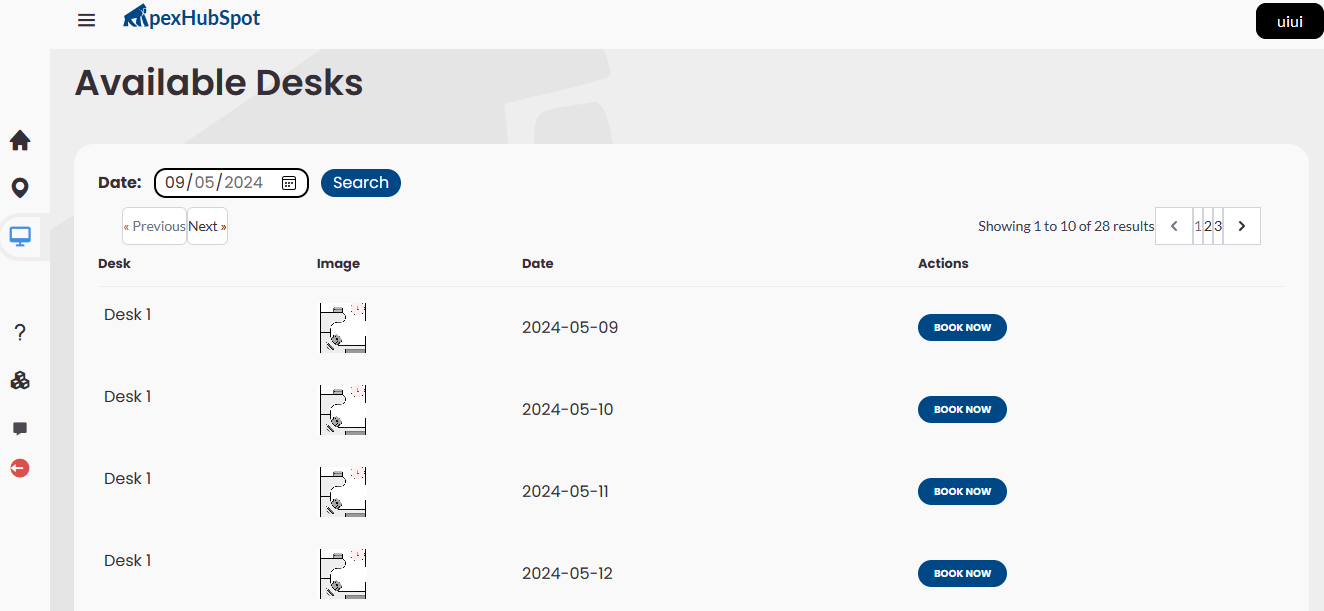 pexHubSpot
uiui
Available Desks
Date: 09/05/2024 Search
« Previous Next » Showing 1 to 10 of 28 results 1 2 3
Desk Image Date Actions
Desk 1 2024-05-09 BOOK NOW
Desk 1 2024-05-10 BOOK NOW
Desk 1 2024-05-11 BOOK NOW
Desk 1 2024-05-12 BOOK NOW